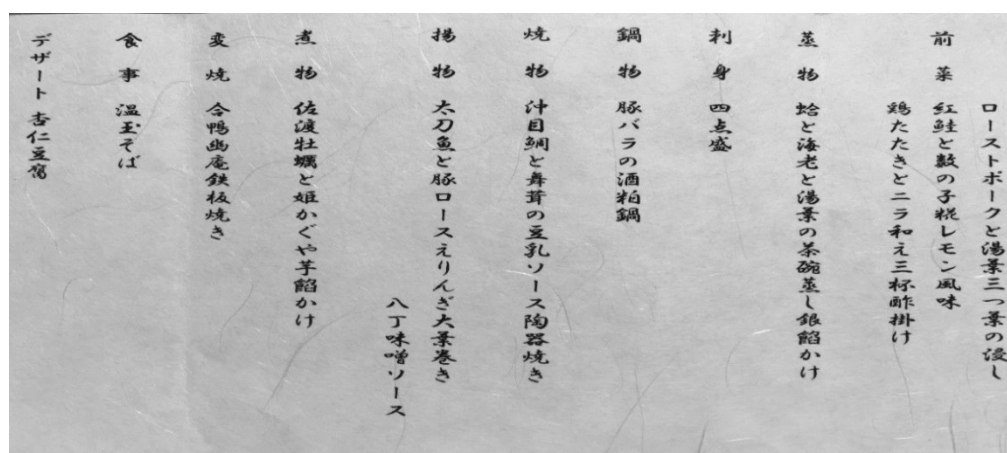 ローストポークと湯葉三つ葉の浸し
前菜 紅鮭と数の子糀レモン風味
鶏たたきとニラ和え三杯酢掛け
蒸物 蛤と海老と湯葉の茶碗蒸し銀餡かけ
刺身 四点盛
鍋物 豚バラの酒粕鍋
焼物 沖目鯛と舞茸の豆乳ソース陶器焼き
揚物 太刀魚と豚ロースえりんぎ大葉巻き
八丁味噌ソース
煮物 佐渡牡蠣と姫かぐや芋餡かけ
変焼 合鴨幽庵鉄板焼き
食事 温玉そば
デザート 杏仁豆腐